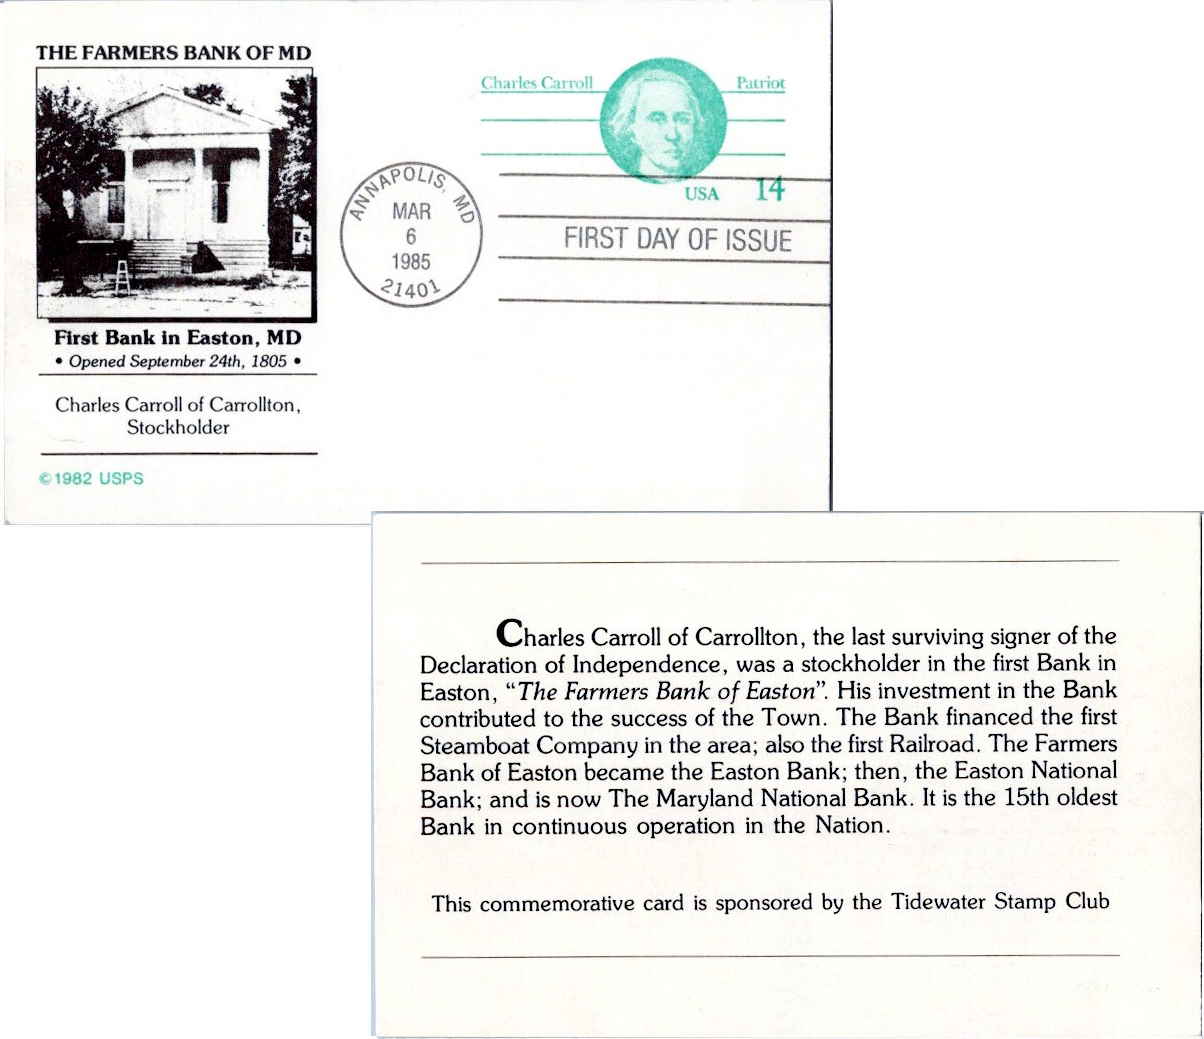 THE FARMERS BANK OF MD
First Bank in Easton, MD
• Opened September 24th, 1805 •
Charles Carroll of Carrollton,
Stockholder
©1982 USPS
ANNAPOLIS, MD
MAR
6
1985
21401
Charles Carroll Patriot
USA 14
FIRST DAY OF ISSUE
Charles Carroll of Carrollton, the last surviving signer of the
Declaration of Independence, was a stockholder in the first Bank in
Easton, “The Farmers Bank of Easton”. His investment in the Bank
contributed to the success of the Town. The Bank financed the first
Steamboat Company in the area; also the first Railroad. The Farmers
Bank of Easton became the Easton Bank; then, the Easton National
Bank; and is now The Maryland National Bank. It is the 15th oldest
Bank in continuous operation in the Nation.
This commemorative card is sponsored by the Tidewater Stamp Club